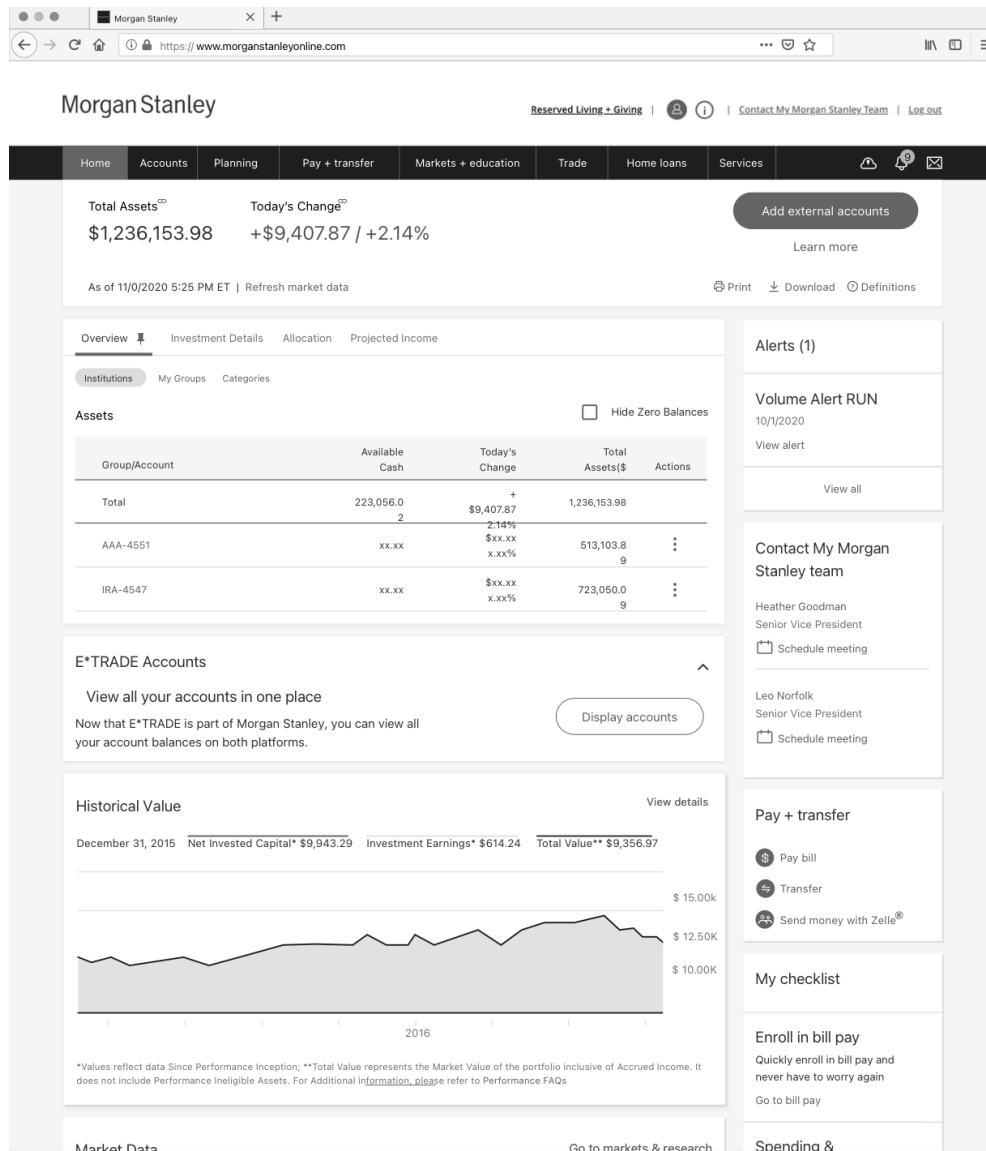 Morgan Stanley
https://www.morganstanleyonline.com
Morgan Stanley
Reserved Living + Giving | | Contact My Morgan Stanley Team | Log out
Home Accounts Planning Pay + transfer Markets + education Trade Home loans Services 9
Total Assets
$1,236,153.98
Today's Change
+$9,407.87 / +2.14%
Add external accounts
Learn more
As of 11/0/2020 5:25 PM ET | Refresh market data
Print Download Definitions
Overview Investment Details Allocation Projected Income
Institutions My Groups Categories
Assets
Hide Zero Balances
Group/Account
Available
Cash
Today's
Change
Total
Assets($
Actions
Total
223,056.0
2
+
$9,407.87
2.14%
1,236,153.98
AAA-4551
xx.xx
$xx.xx
x.xx%
513,103.8
9
IRA-4547
xx.xx
$xx.xx
x.xx%
723,050.0
9
E*TRADE Accounts
View all your accounts in one place
Now that E*TRADE is part of Morgan Stanley, you can view all
your account balances on both platforms.
Display accounts
Historical Value
View details
December 31, 2015 Net Invested Capital* $9,943.29 Investment Earnings* $614.24 Total Value** $9,356.97
$ 15.00k
$ 12.50K
$ 10.00K
2016
*Values reflect data Since Performance Inception; **Total Value represents the Market Value of the portfolio inclusive of Accrued Income. It
does not include Performance Ineligible Assets. For Additional information, please refer to Performance FAQs
Market Data
Go to markets & research
Alerts (1)
Volume Alert RUN
10/1/2020
View alert
View all
Contact My Morgan
Stanley team
Heather Goodman
Senior Vice President
Schedule meeting
Leo Norfolk
Senior Vice President
Schedule meeting
Pay + transfer
$ Pay bill
Transfer
Send money with Zelle®
My checklist
Enroll in bill pay
Quickly enroll in bill pay and
never have to worry again
Go to bill pay
Spending &